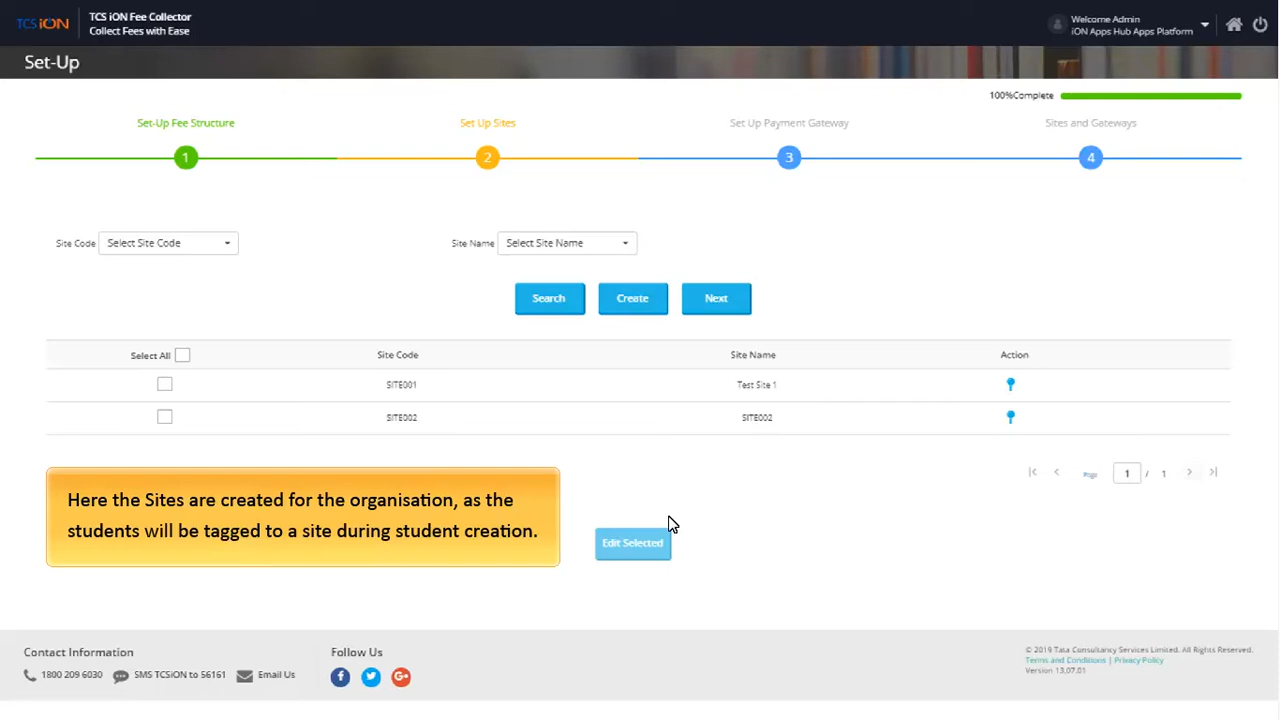 TCS iON
TCS iON Fee Collector
Collect Fees with Ease
Welcome Admin
iON Apps Hub Apps Platform
Set-Up
100%Complete
Set-Up Fee Structure
Set Up Sites
Set Up Payment Gateway
Sites and Gateways
1
2
3
4
Site Code Select Site Code
Site Name Select Site Name
Search Create Next
Select All Site Code Site Name Action
SITE001 Test Site 1
SITE002 SITE002
Page 1 / 1
Here the Sites are created for the organisation, as the
students will be tagged to a site during student creation.
Edit Selected
Contact Information
1800 209 6030 SMS TCSiON to 56161 Email Us
Follow Us
© 2019 Tata Consultancy Services Limited. All Rights Reserved.
Terms and Conditions | Privacy Policy
Version 13.07.01